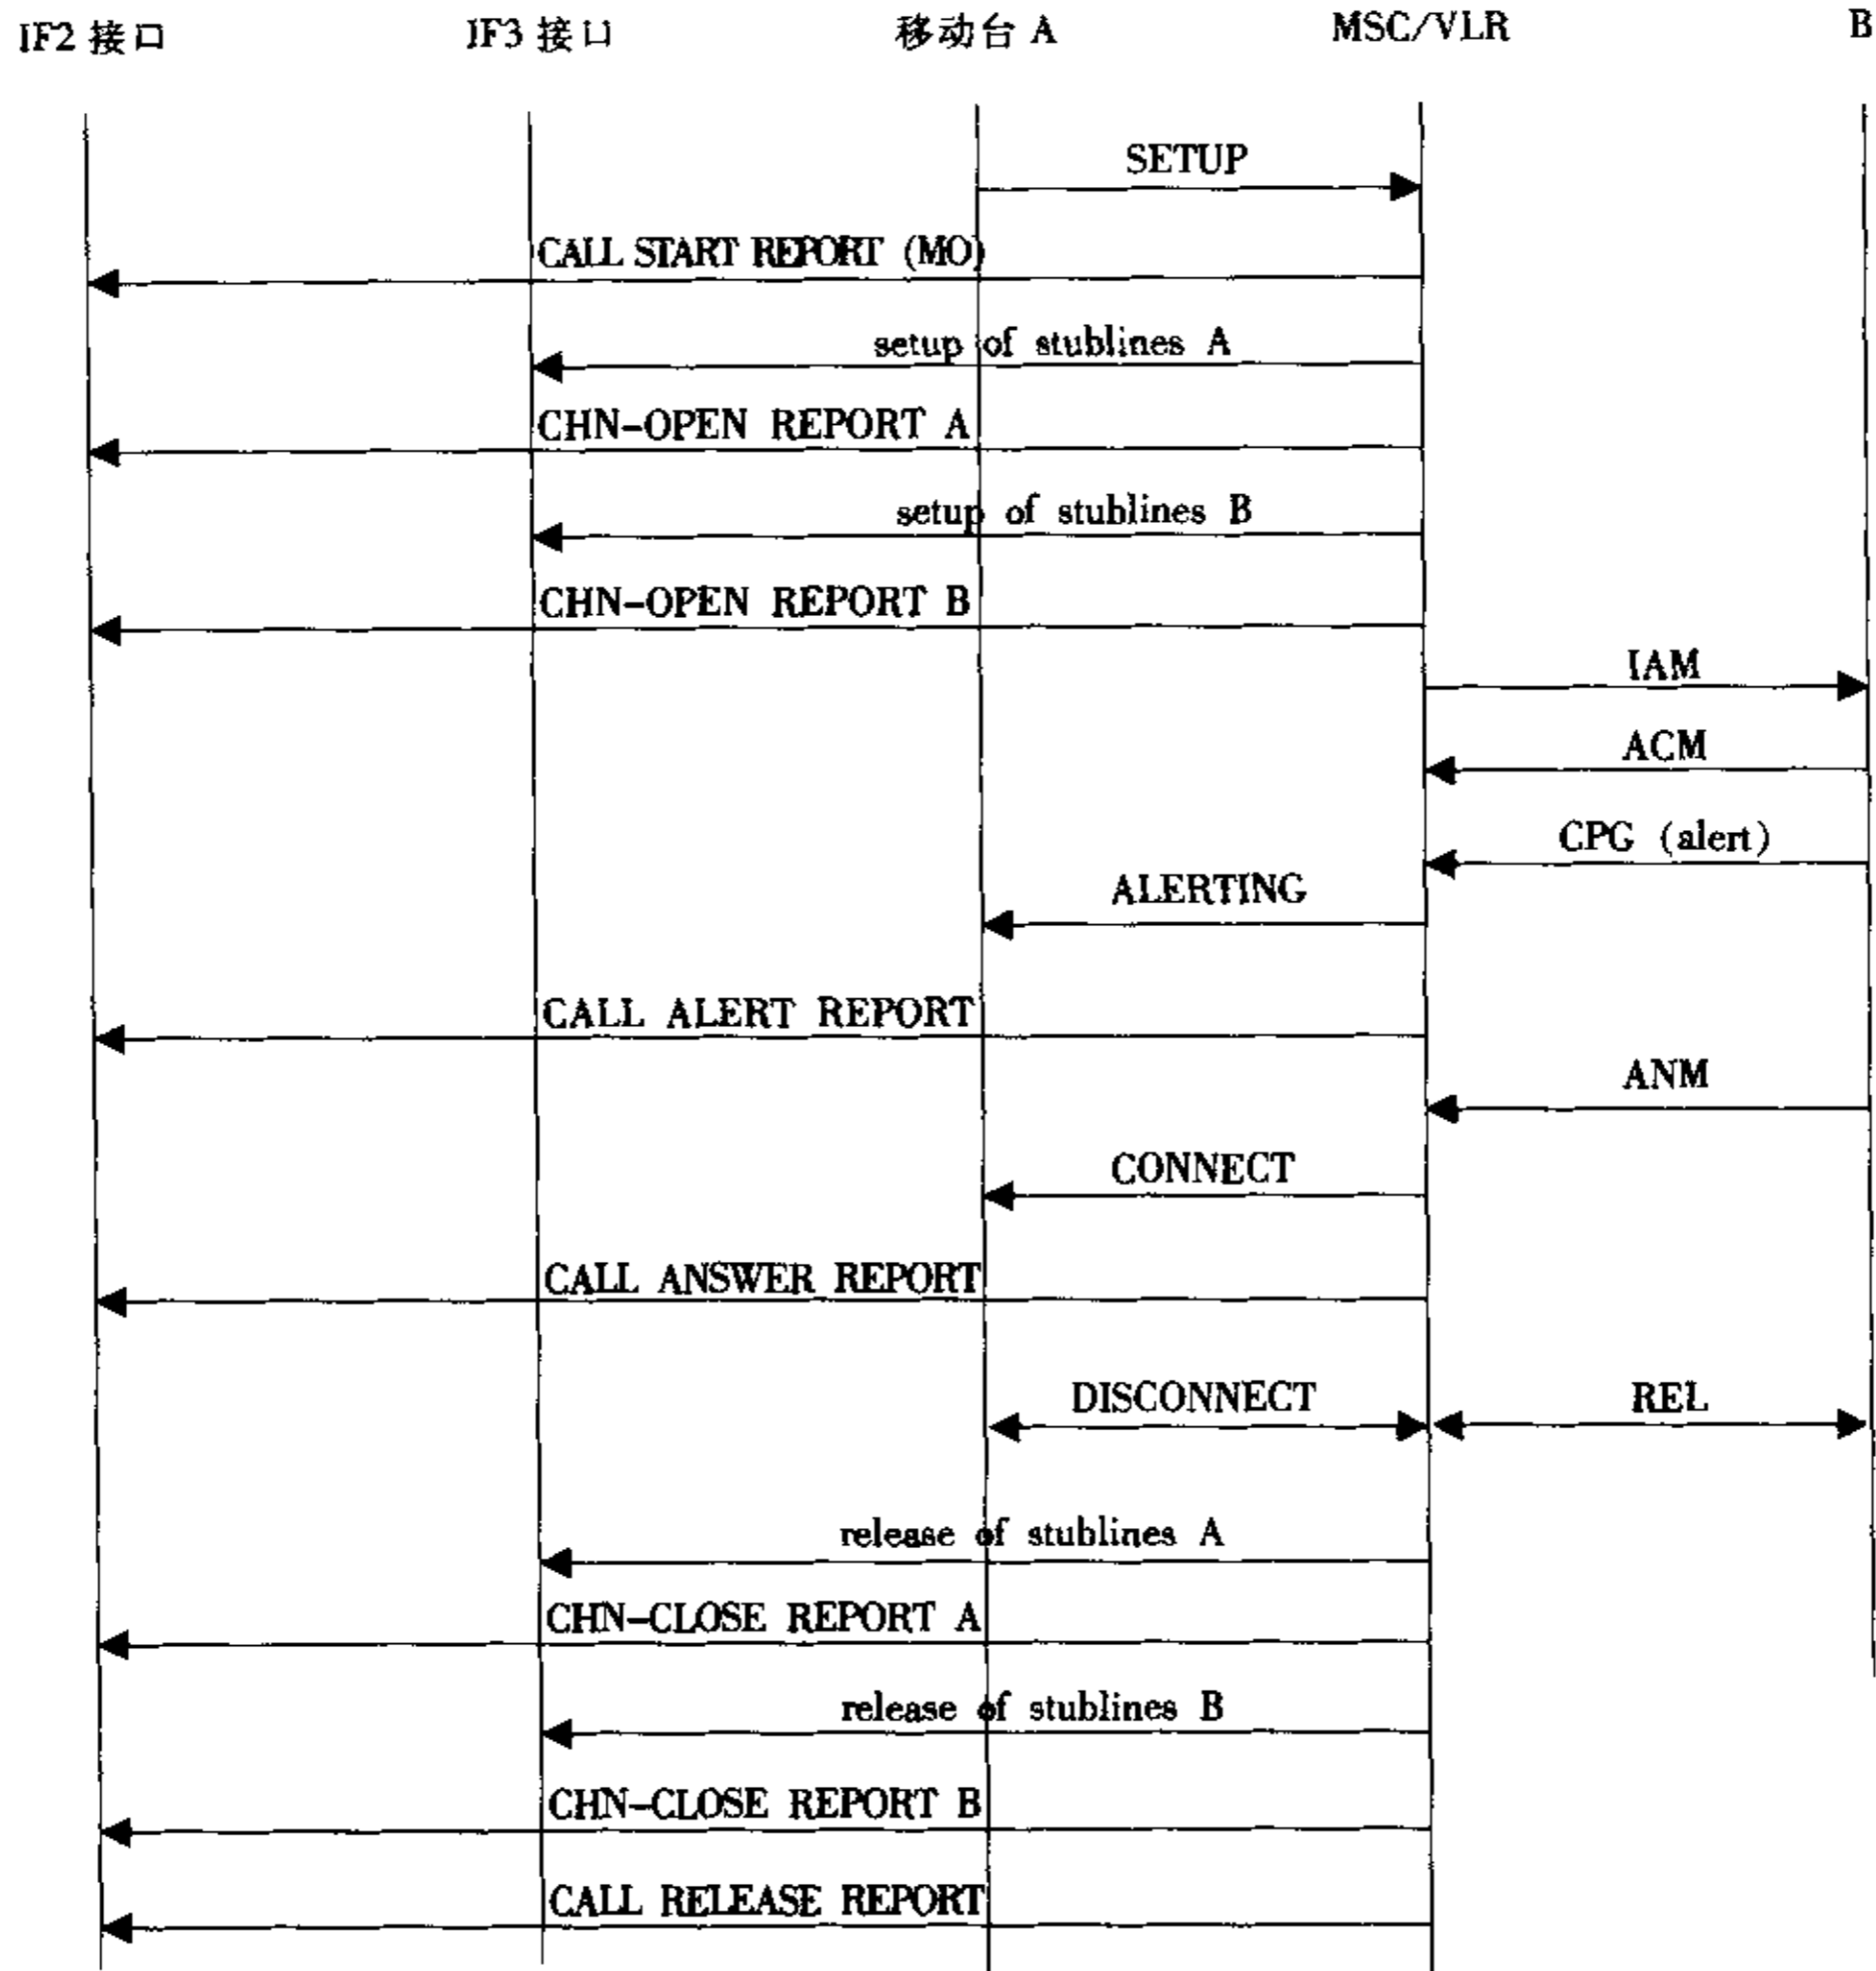 IF2 接口 IF3 接口 移动台 A MSC/VLR B
SETUP
CALL START REPORT (MO)
setup of stublines A
CHN-OPEN REPORT A
setup of stublines B
CHN-OPEN REPORT B
IAM
ACM
CPG (alert)
ALERTING
CALL ALERT REPORT
ANM
CONNECT
CALL ANSWER REPORT
DISCONNECT REL
release of stublines A
CHN-CLOSE REPORT A
release of stublines B
CHN-CLOSE REPORT B
CALL RELEASE REPORT